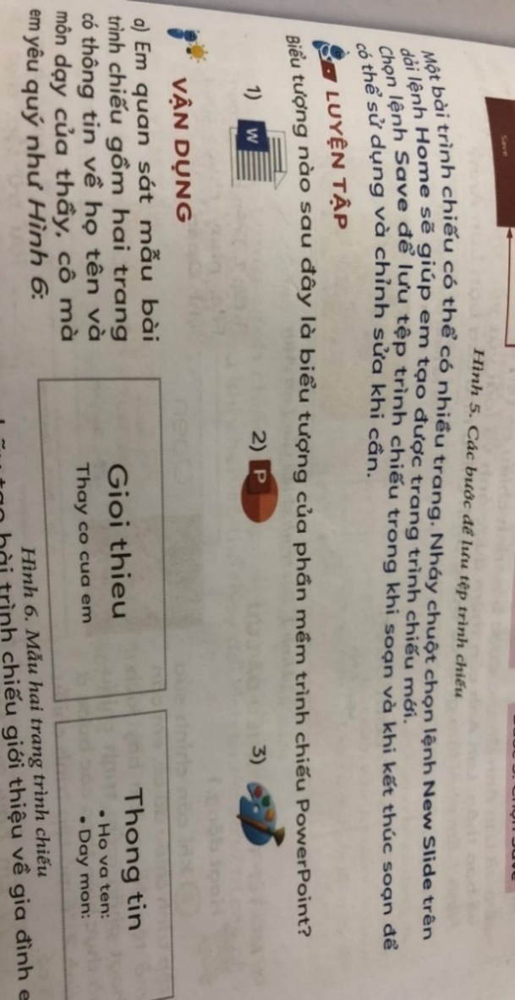 Save
Hình 5. Các bước để lưu tệp trình chiếu
Một bài trình chiếu có thể có nhiều trang. Nháy chuột chọn lệnh New Slide trên
dải lệnh Home sẽ giúp em tạo được trang trình chiếu mới.
Chọn lệnh Save để lưu tệp trình chiếu trong khi soạn và khi kết thúc soạn để
có thể sử dụng và chỉnh sửa khi cần.
LUYỆN TẬP
Biểu tượng nào sau đây là biểu tượng của phần mềm trình chiếu PowerPoint?
1) W
2) P
3)
VẬN DỤNG
a) Em quan sát mẫu bài
trình chiếu gồm hai trang
có thông tin về họ tên và
môn dạy của thầy, cô mà
em yêu quý như Hình 6:
Gioi thieu
Thay co cua em
Thong tin
• Ho va ten:
• Day mon:
Hình 6. Mẫu hai trang trình chiếu
tạo bài trình chiếu giới thiệu về gia đình e